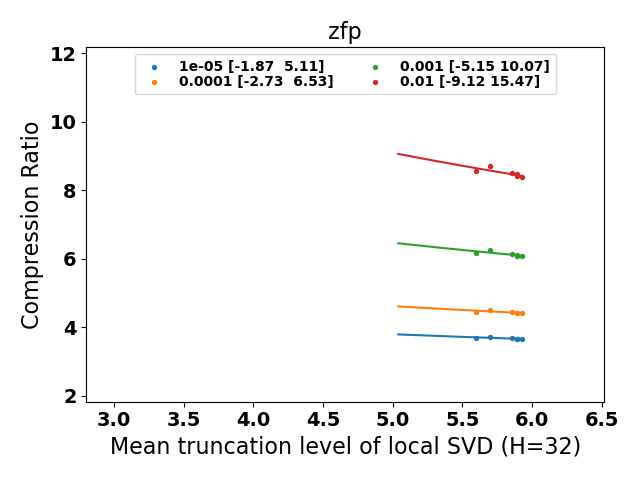 zfp
1e-05 [-1.87  5.11]
0.0001 [-2.73  6.53]
0.001 [-5.15 10.07]
0.01 [-9.12 15.47]
Compression Ratio
12
10
8
6
4
2
3.0 3.5 4.0 4.5 5.0 5.5 6.0 6.5
Mean truncation level of local SVD (H=32)